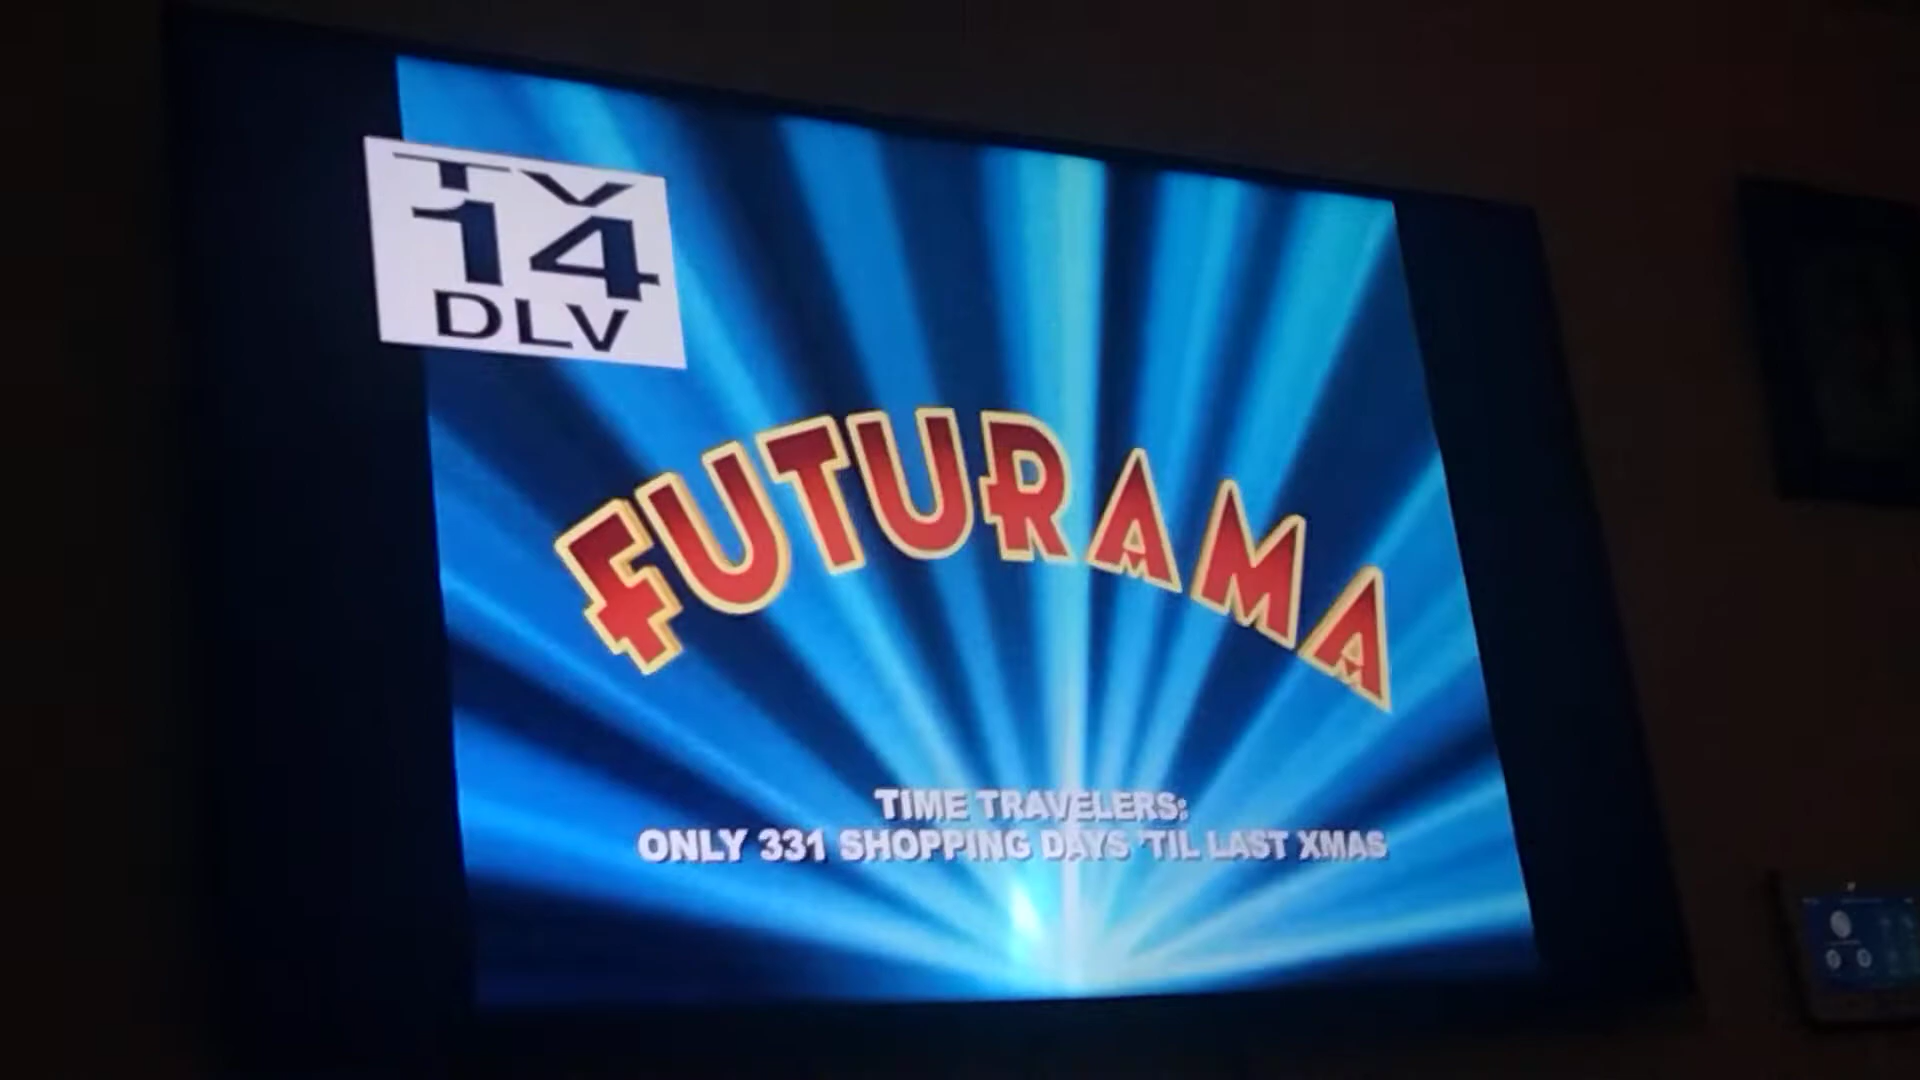 TV
14
DLV
FUTURAMA
TIME TRAVELERS:
ONLY 331 SHOPPING DAYS 'TIL LAST XMAS